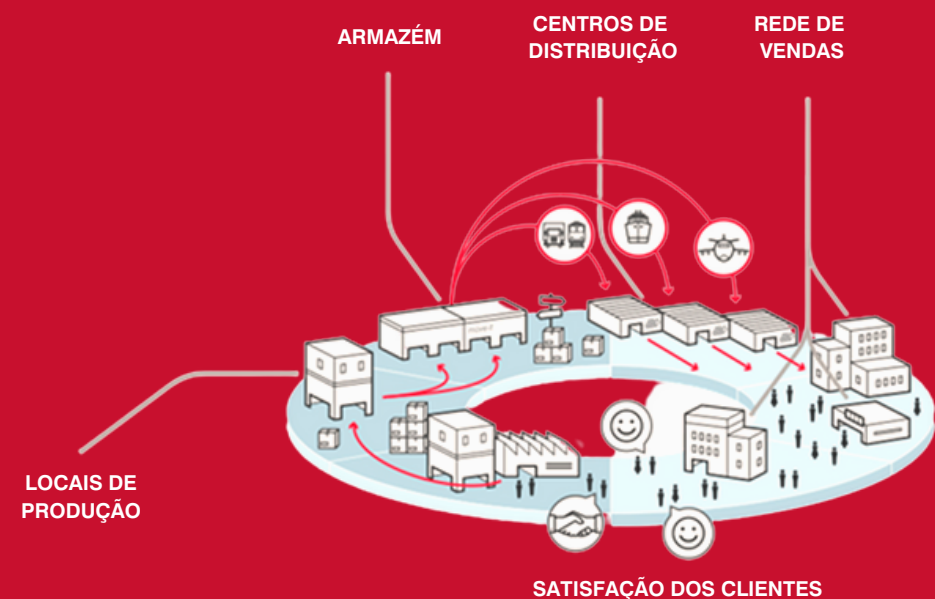 ARMAZÉM
CENTROS DE
DISTRIBUIÇÃO
REDE DE
VENDAS
LOCAIS DE
PRODUÇÃO
SATISFAÇÃO DOS CLIENTES